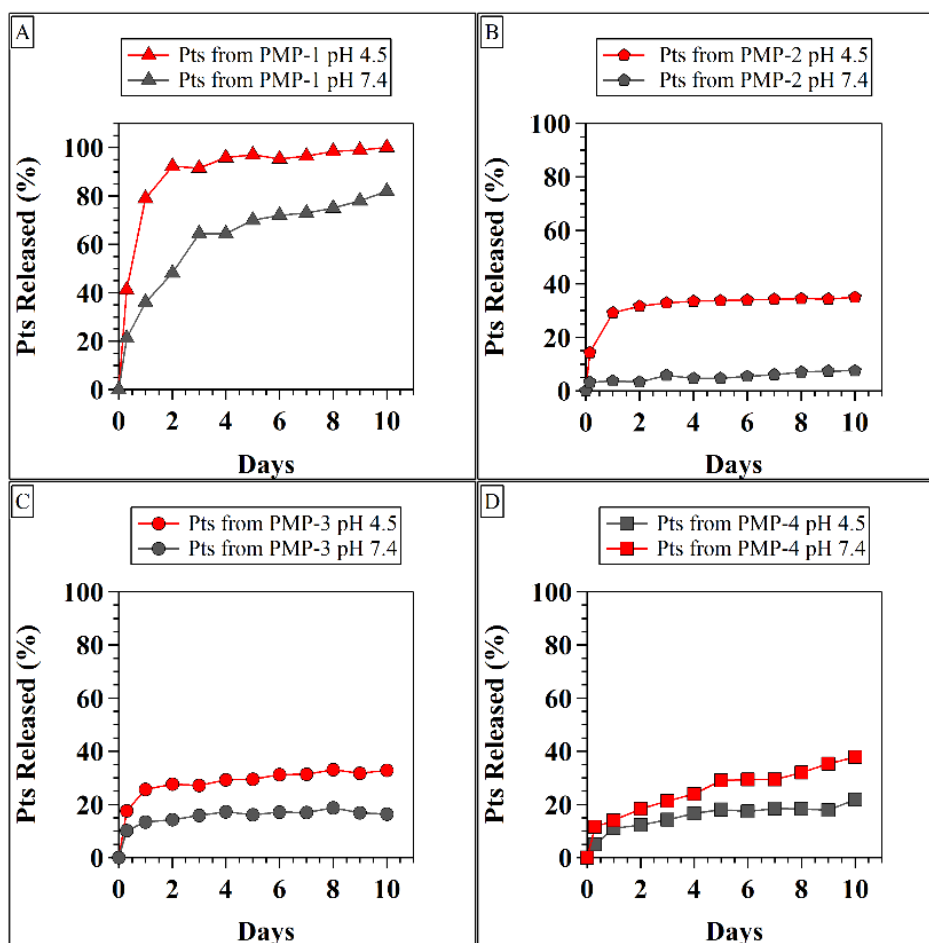 A
Pts from PMP-1 pH 4.5
Pts from PMP-1 pH 7.4
Pts Released (%)
100
80
60
40
20
0
0 2 4 6 8 10
Days
B
Pts from PMP-2 pH 4.5
Pts from PMP-2 pH 7.4
Pts Released (%)
100
80
60
40
20
0
0 2 4 6 8 10
Days
C
Pts from PMP-3 pH 4.5
Pts from PMP-3 pH 7.4
Pts Released (%)
100
80
60
40
20
0
0 2 4 6 8 10
Days
D
Pts from PMP-4 pH 4.5
Pts from PMP-4 pH 7.4
Pts Released (%)
100
80
60
40
20
0
0 2 4 6 8 10
Days